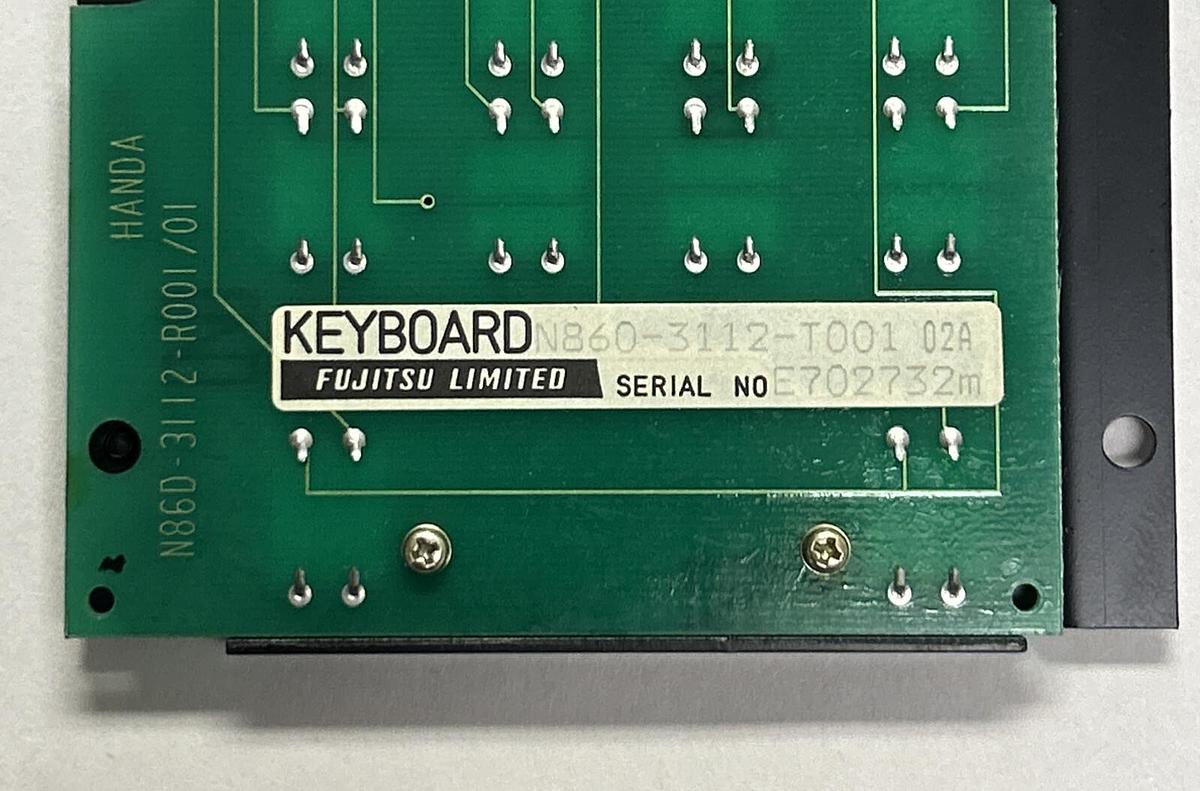 HANDA
N86D-3112-R001/01
KEYBOARD N860-3112-T001 02A
FUJITSU LIMITED SERIAL NO E702732m